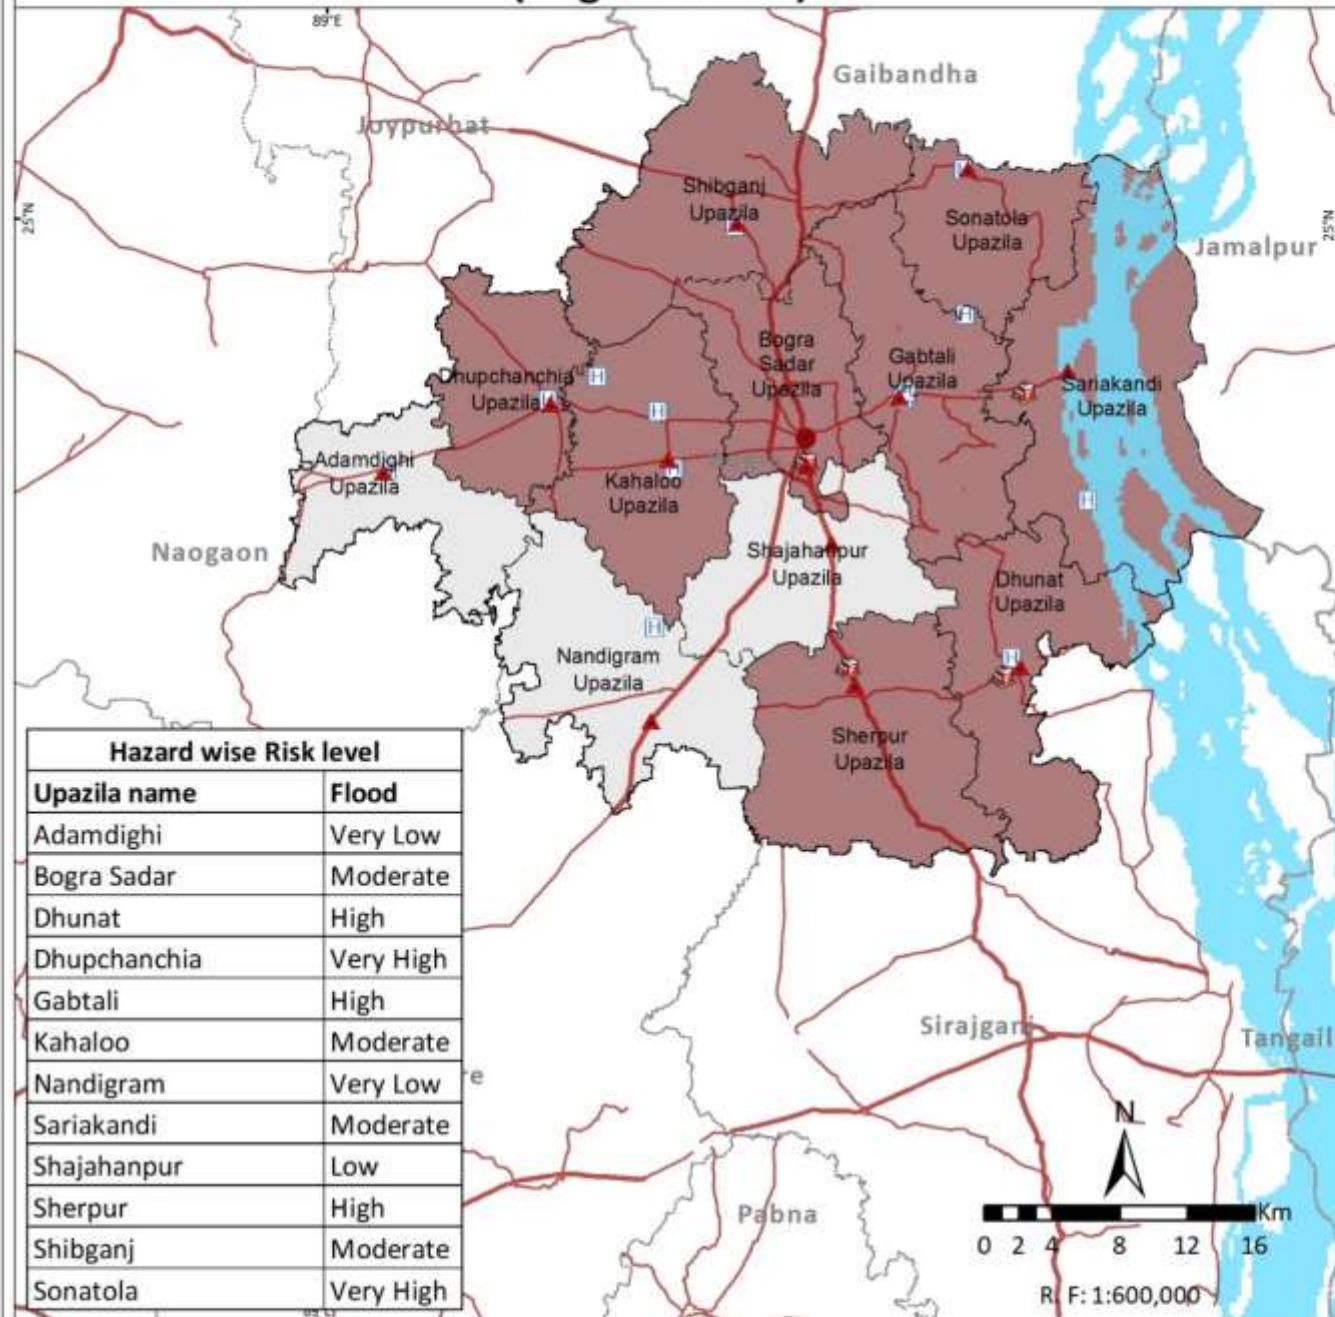 89°E
Gaibandha
Joypurhat
Shibganj
Upazila
Sonatola
Upazila
25°N
25°N
Jamalpur
Bogra
Sadar
Upazila
Gabtali
Upazila
Dhupchanchia
Upazila
Sariakandi
Upazila
Adamdighi
Upazila
Kahaloo
Upazila
Naogaon
Shajahanpur
Upazila
Dhunat
Upazila
Nandigram
Upazila
Sherpur
Upazila
H
H
H
H
H
H
Hazard wise Risk level
Upazila name Flood
Adamdighi Very Low
Bogra Sadar Moderate
Dhunat High
Dhupchanchia Very High
Gabtali High
Kahaloo Moderate
Nandigram Very Low
Sariakandi Moderate
Shajahanpur Low
Sherpur High
Shibganj Moderate
Sonatola Very High
Sirajganj
Tangail
Pabna
N
Km
0 2 4 8 12 16
R. F: 1:600,000